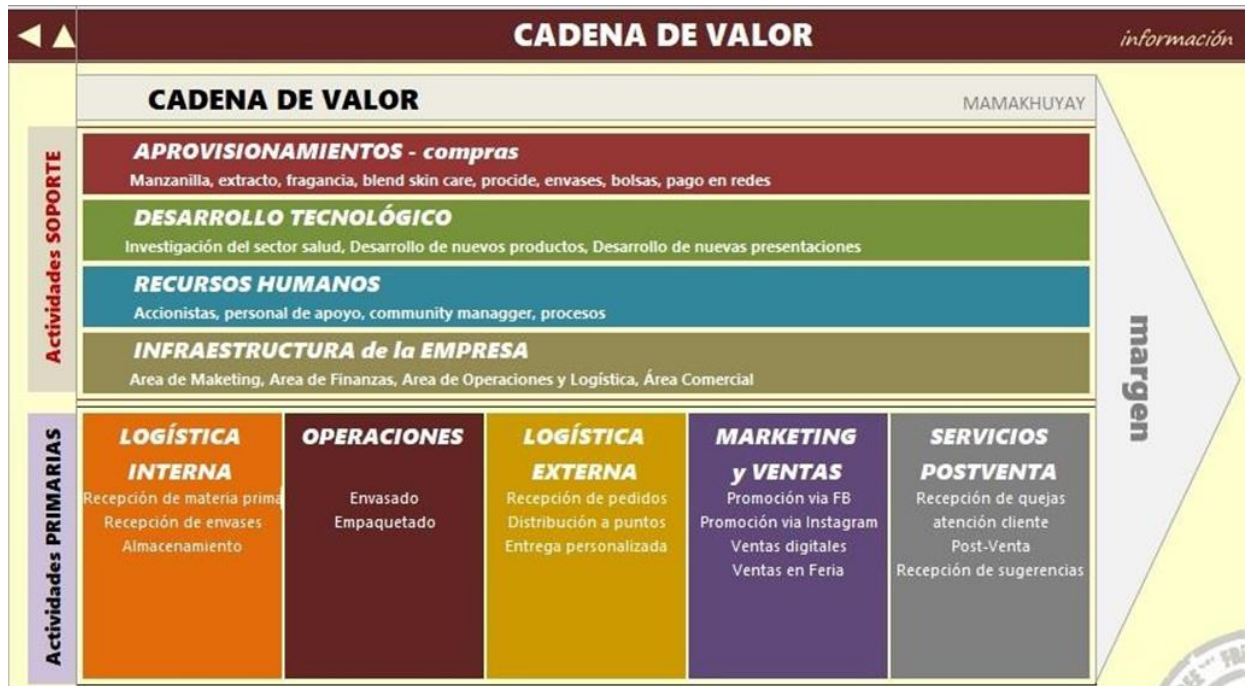 CADENA DE VALOR
información
CADENA DE VALOR
MAMAKHUYAY
Actividades SOPORTE
APROVISIONAMIENTOS - compras
Manzanilla, extracto, fragancia, blend skin care, procide, envases, bolsas, pago en redes
DESARROLLO TECNOLÓGICO
Investigación del sector salud, Desarrollo de nuevos productos, Desarrollo de nuevas presentaciones
RECURSOS HUMANOS
Accionistas, personal de apoyo, community managger, procesos
INFRAESTRUCTURA de la EMPRESA
Area de Maketing, Area de Finanzas, Area de Operaciones y Logística, Área Comercial
margen
Actividades PRIMARIAS
LOGÍSTICA
INTERNA
Recepción de materia prima
Recepción de envases
Almacenamiento
OPERACIONES
Envasado
Empaquetado
LOGÍSTICA
EXTERNA
Recepción de pedidos
Distribución a puntos
Entrega personalizada
MARKETING
y VENTAS
Promoción via FB
Promoción via Instagram
Ventas digitales
Ventas en Feria
SERVICIOS
POSTVENTA
Recepción de quejas
atención cliente
Post-Venta
Recepción de sugerencias